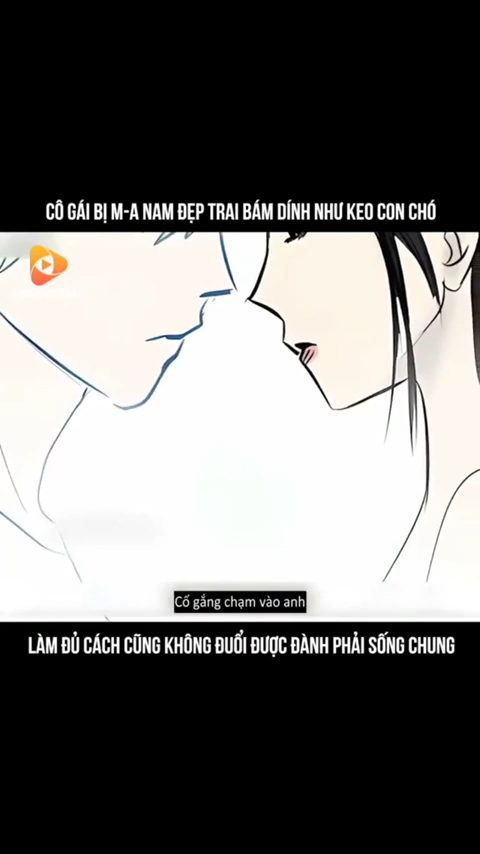 CÔ GÁI BỊ M-A NAM ĐẸP TRAI BÁM DÍNH NHƯ KEO CON CHÓ
Cố gắng chạm vào anh
LÀM ĐỦ CÁCH CŨNG KHÔNG ĐUỔI ĐƯỢC ĐÀNH PHẢI SỐNG CHUNG